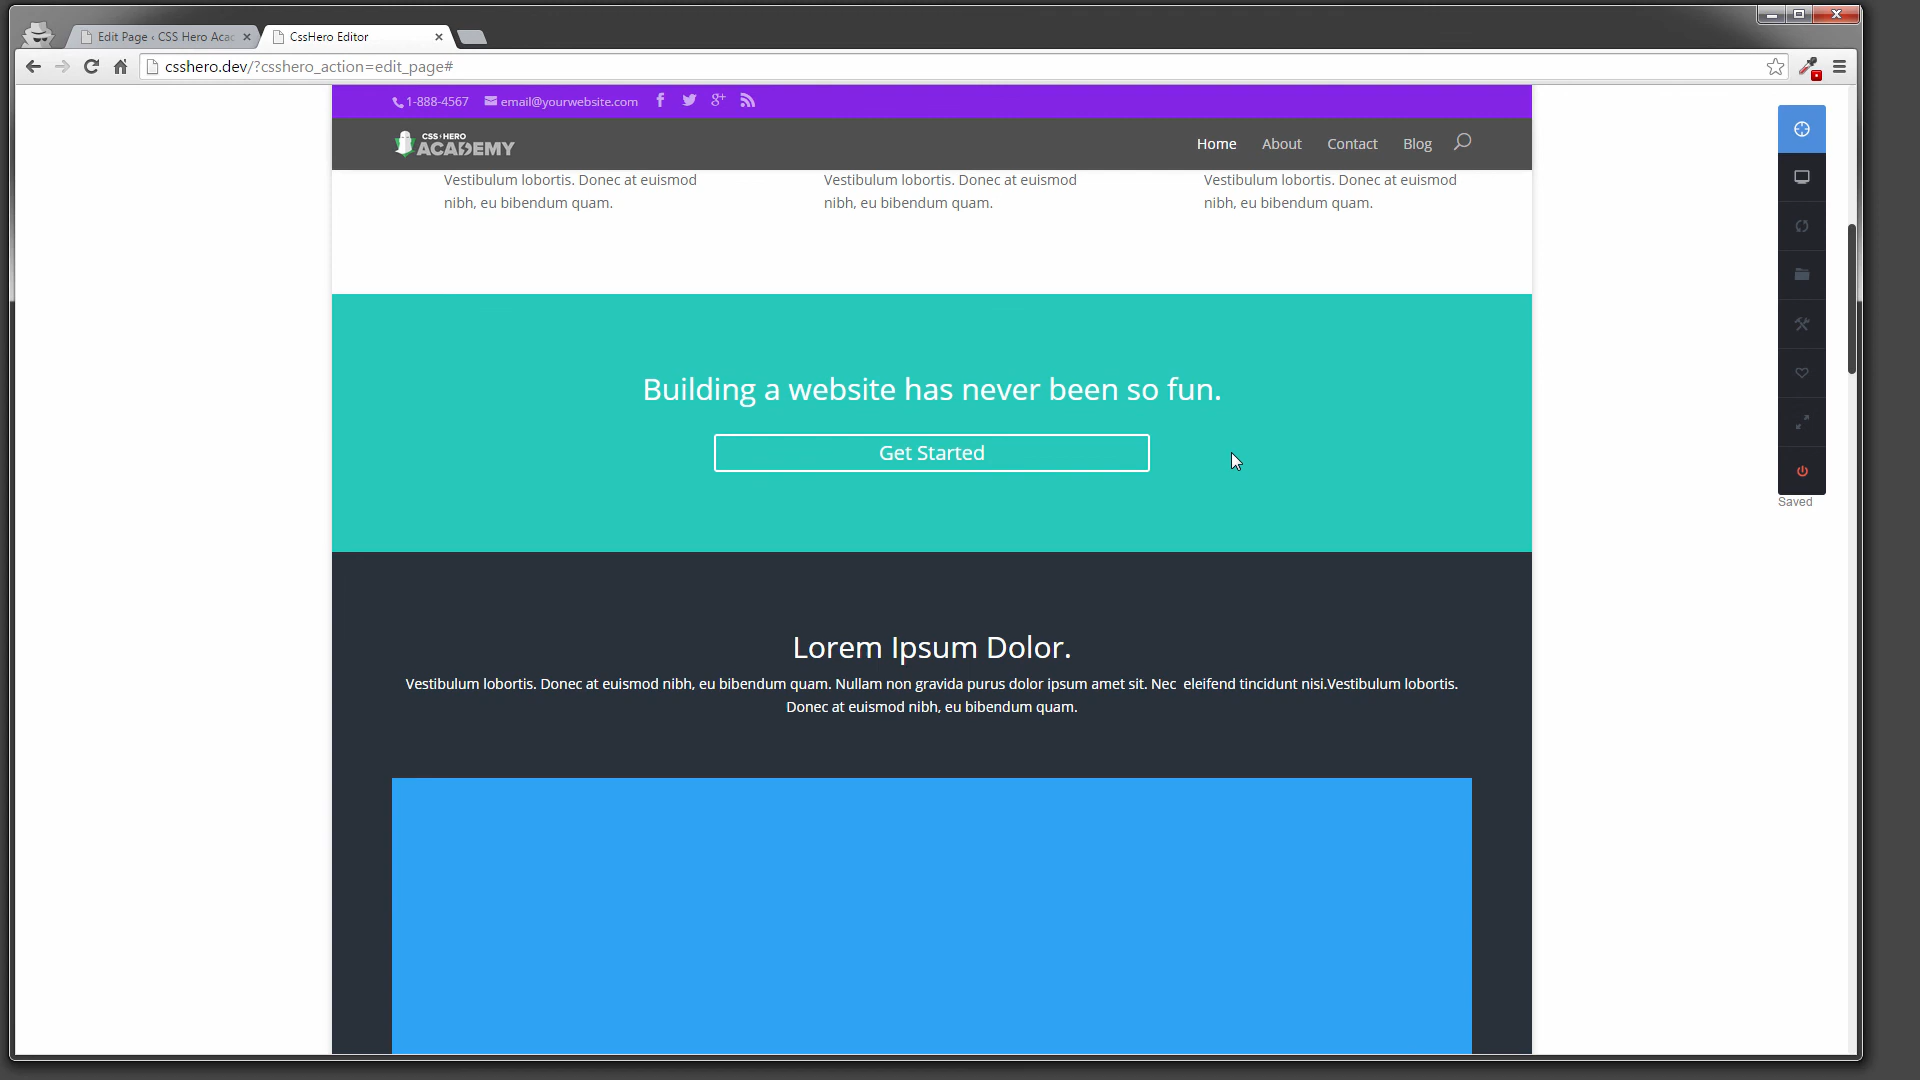 Edit Page ‹ CSS Hero Acad
CssHero Editor
csshero.dev/?csshero_action=edit_page#
1-888-4567 email@yourwebsite.com
CSS HERO
ACADEMY
Home About Contact Blog
Vestibulum lobortis. Donec at euismod
nibh, eu bibendum quam.
Vestibulum lobortis. Donec at euismod
nibh, eu bibendum quam.
Vestibulum lobortis. Donec at euismod
nibh, eu bibendum quam.
Building a website has never been so fun.
Get Started
Saved
Lorem Ipsum Dolor.
Vestibulum lobortis. Donec at euismod nibh, eu bibendum quam. Nullam non gravida purus dolor ipsum amet sit. Nec eleifend tincidunt nisi.Vestibulum lobortis.
Donec at euismod nibh, eu bibendum quam.